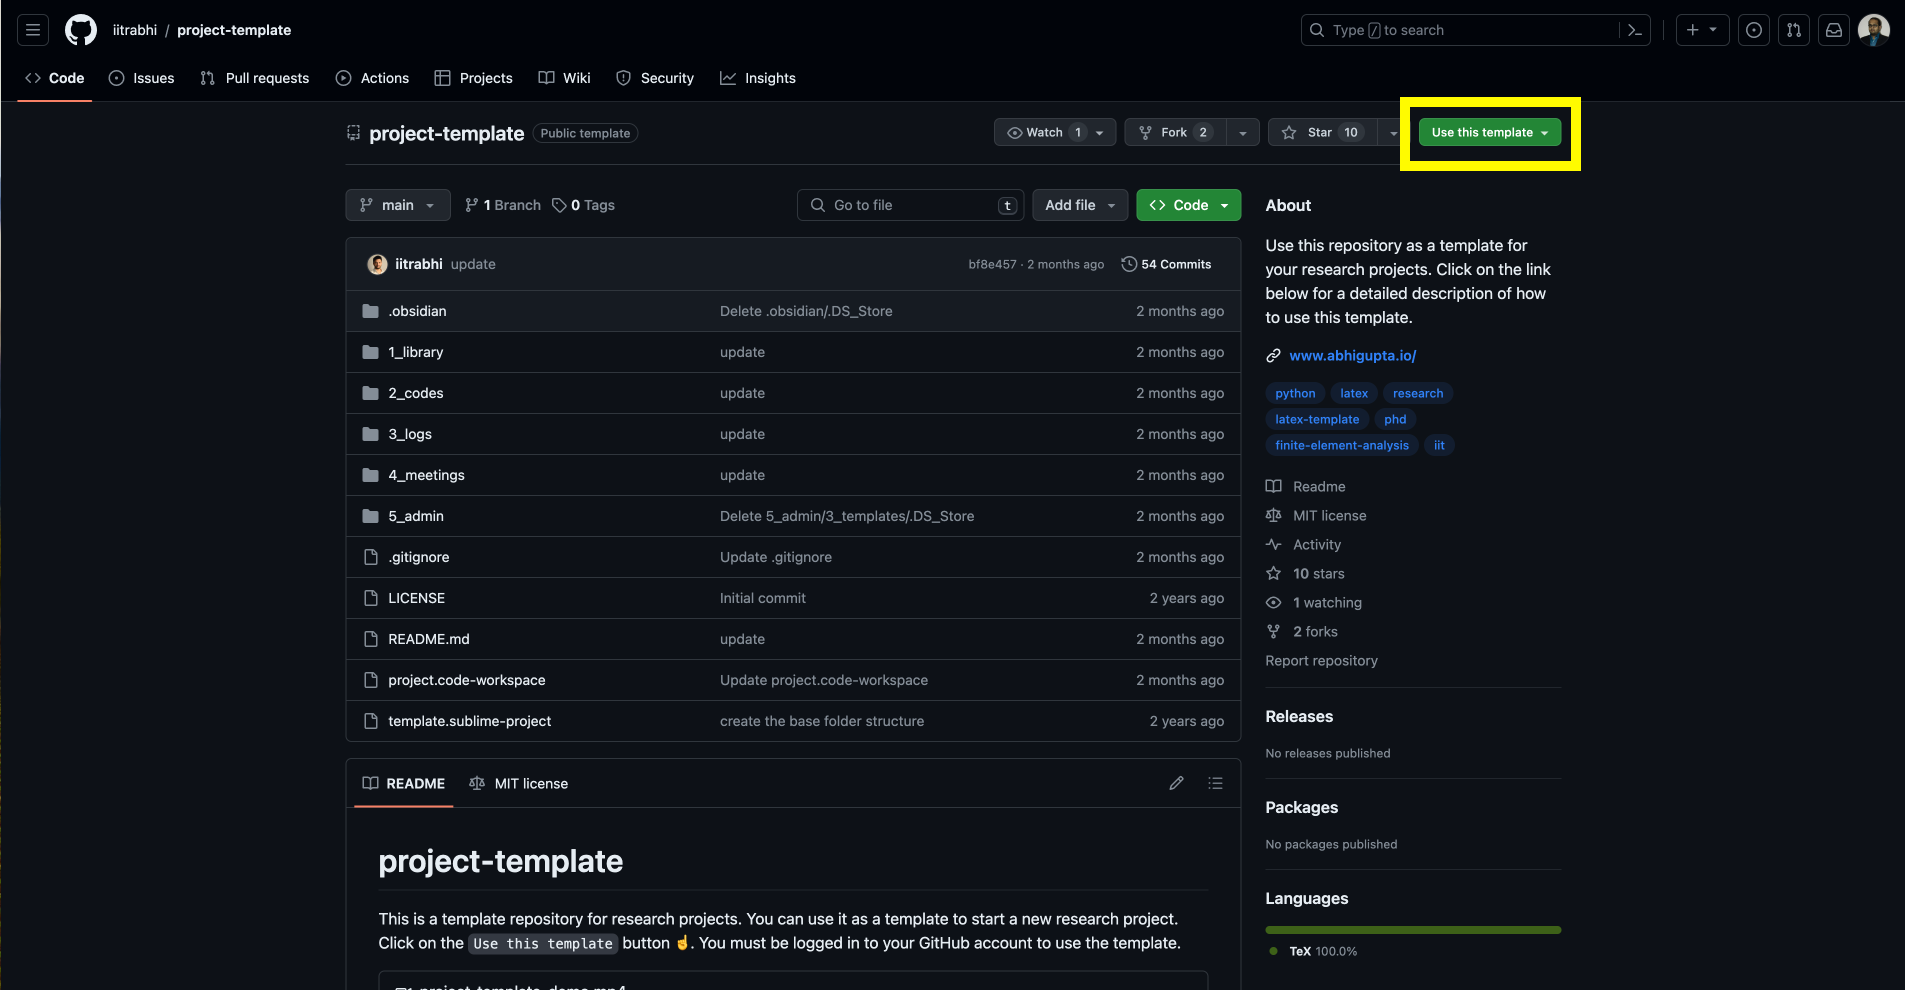 iitrabhi / project-template
Type / to search
Code Issues Pull requests Actions Projects Wiki Security Insights
project-template Public template
Watch 1 Fork 2 Star 10 Use this template
main 1 Branch 0 Tags Go to file t Add file Code
iitrabhi update bf8e457 · 2 months ago 54 Commits
.obsidian Delete .obsidian/.DS_Store 2 months ago
1_library update 2 months ago
2_codes update 2 months ago
3_logs update 2 months ago
4_meetings update 2 months ago
5_admin Delete 5_admin/3_templates/.DS_Store 2 months ago
.gitignore Update .gitignore 2 months ago
LICENSE Initial commit 2 years ago
README.md update 2 months ago
project.code-workspace Update project.code-workspace 2 months ago
template.sublime-project create the base folder structure 2 years ago
README MIT license
project-template
This is a template repository for research projects. You can use it as a template to start a new research project.
Click on the Use this template button ☝. You must be logged in to your GitHub account to use the template.
About
Use this repository as a template for
your research projects. Click on the link
below for a detailed description of how
to use this template.
www.abhigupta.io/
python latex research
latex-template phd
finite-element-analysis iit
Readme
MIT license
Activity
10 stars
1 watching
2 forks
Report repository
Releases
No releases published
Packages
No packages published
Languages
TeX 100.0%